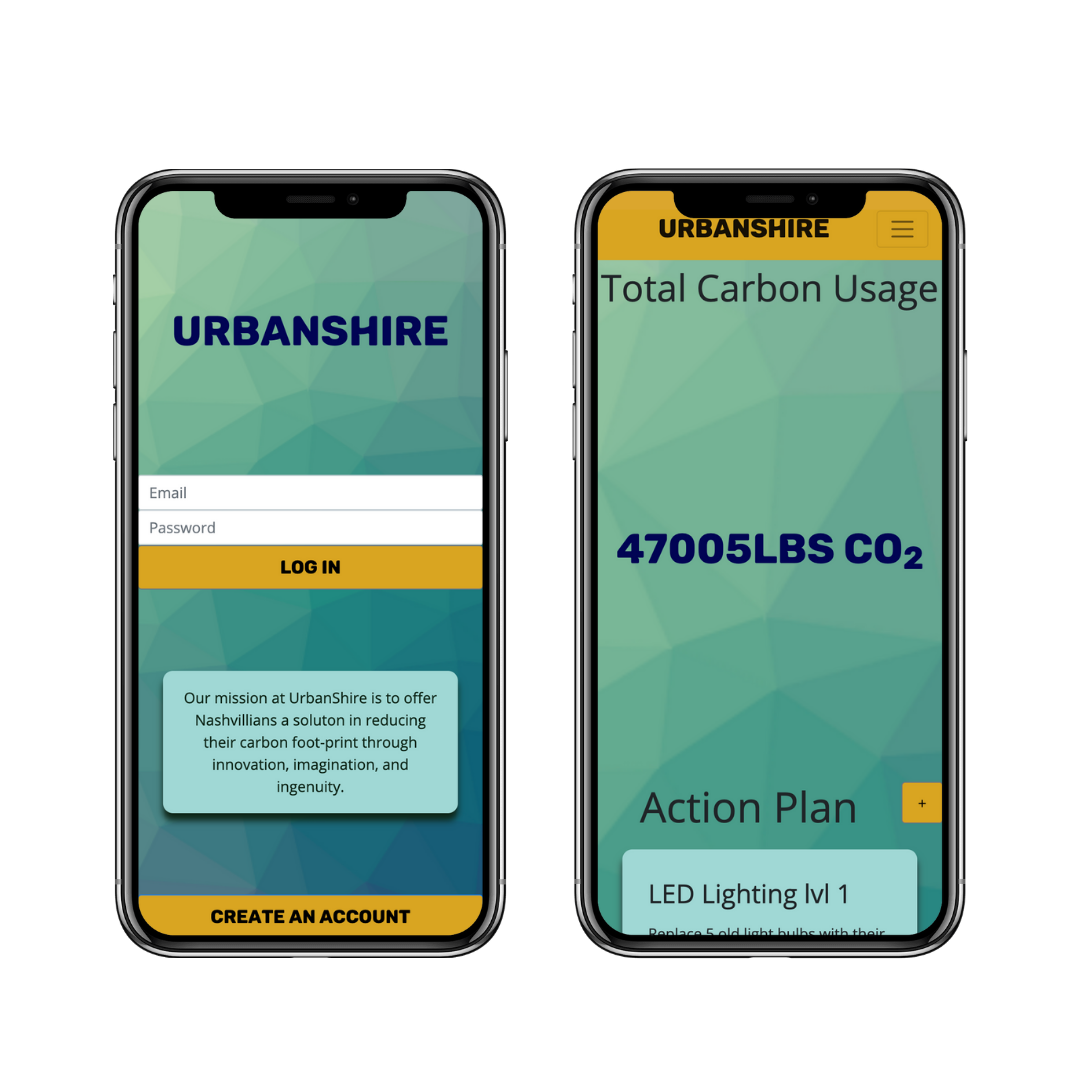 URBANSHIRE
Email
Password
LOG IN
Our mission at UrbanShire is to offer
Nashvillians a soluton in reducing
their carbon foot-print through
innovation, imagination, and
ingenuity.
CREATE AN ACCOUNT
URBANSHIRE
Total Carbon Usage
47005LBS CO₂
Action Plan
+
LED Lighting lvl 1
Replace 5 old light bulbs with their